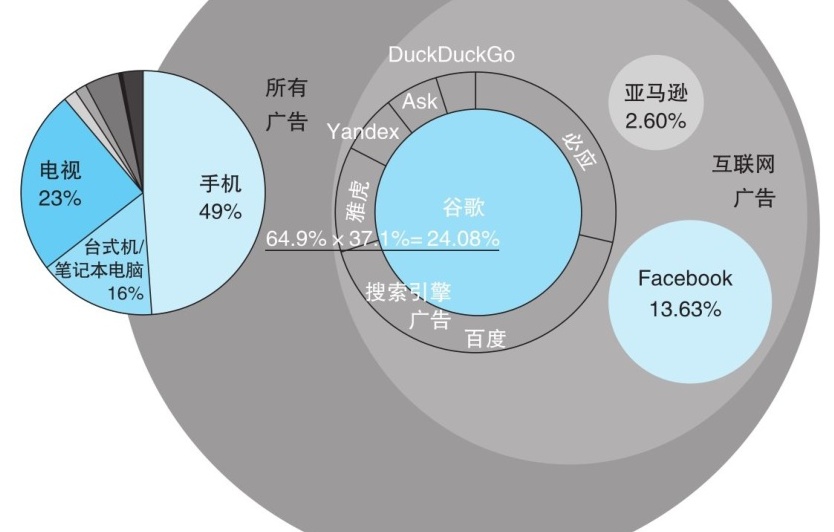 DuckDuckGo
所有
广告
Ask
亚马逊
2.60%
Yandex
必应
电视
23%
手机
49%
互联网
广告
雅虎
谷歌
64.9% × 37.1%= 24.08%
台式机/
笔记本电脑
16%
Facebook
13.63%
搜索引擎
广告
百度